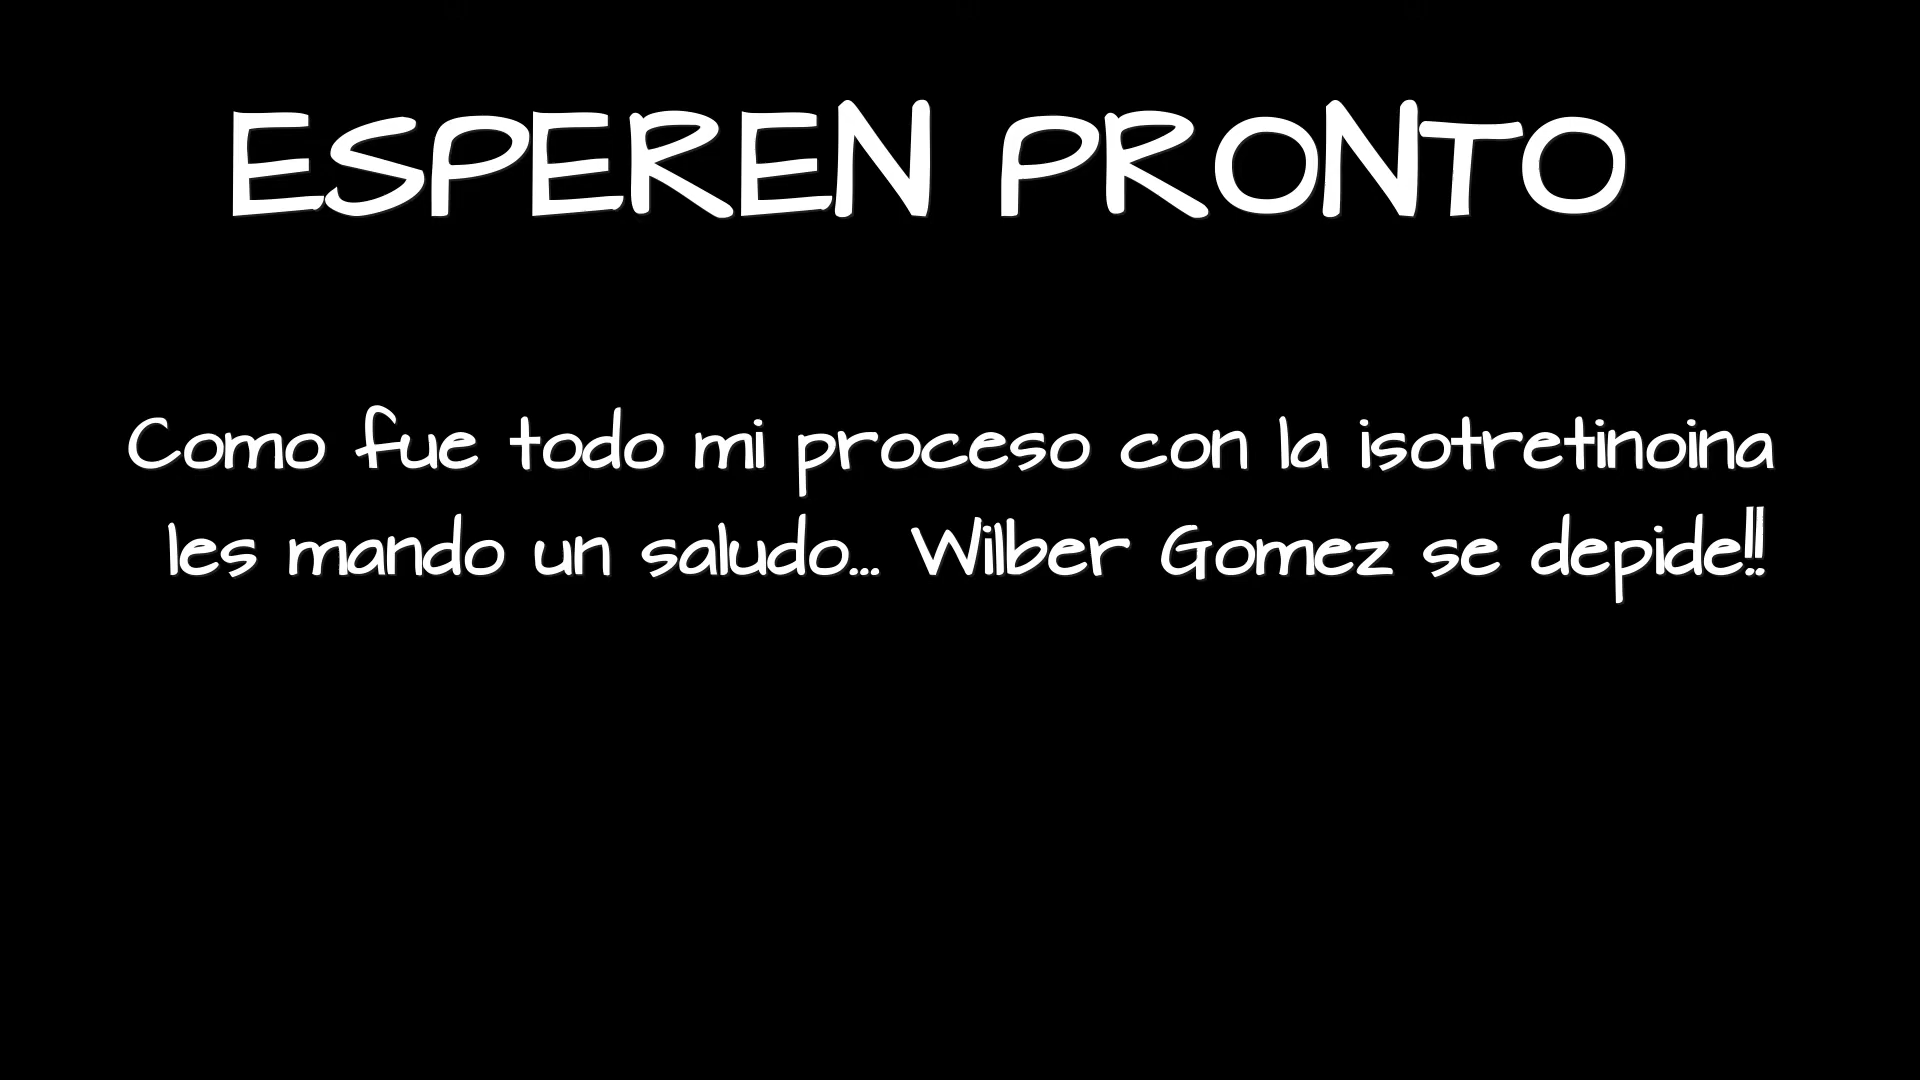 ESPEREN PRONTO
Como fue todo mi proceso con la isotretinoina
les mando un saludo... Wilber Gomez se depide!!